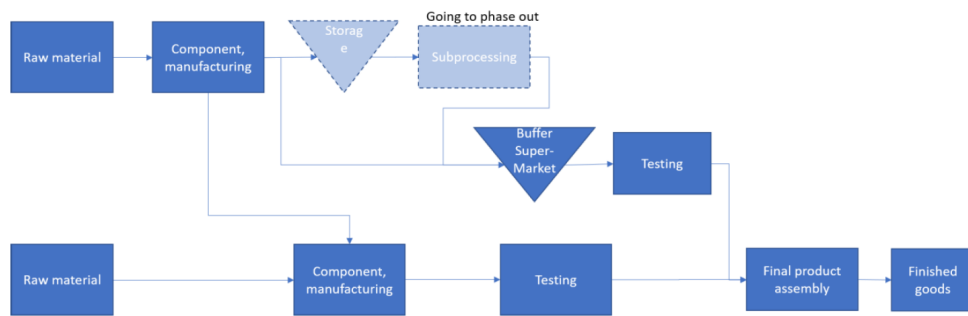 Going to phase out
Raw material
Component,
manufacturing
Storag
e
Subprocessing
Buffer
Super-
Market
Testing
Raw material
Component,
manufacturing
Testing
Final product
assembly
Finished
goods